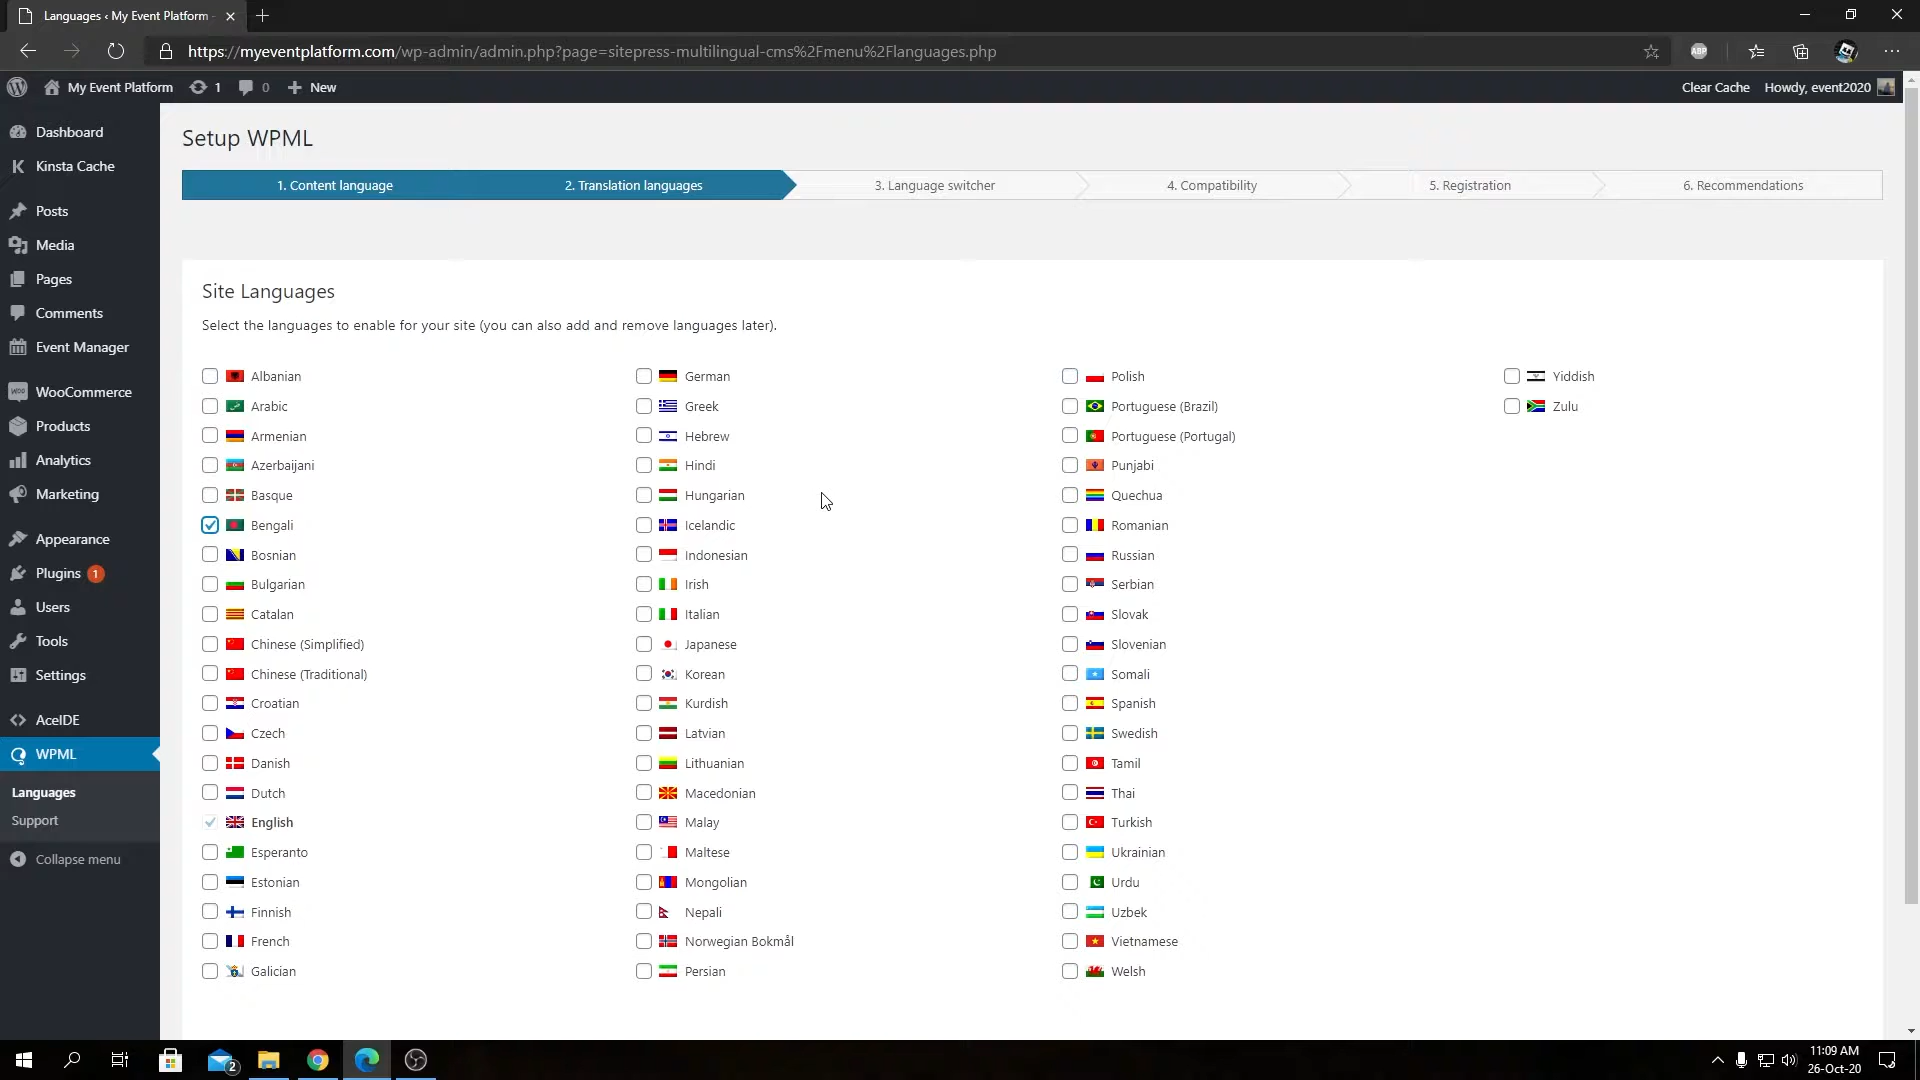 Languages ‹ My Event Platform
https://myeventplatform.com/wp-admin/admin.php?page=sitepress-multilingual-cms%2Fmenu%2Flanguages.php
ABP
My Event Platform
1
0
New
Clear Cache
Howdy, event2020
Dashboard
Kinsta Cache
Posts
Media
Pages
Comments
Event Manager
WooCommerce
Products
Analytics
Marketing
Appearance
Plugins 1
Users
Tools
Settings
AceIDE
WPML
Languages
Support
Collapse menu
Setup WPML
1. Content language
2. Translation languages
3. Language switcher
4. Compatibility
5. Registration
6. Recommendations
Site Languages
Select the languages to enable for your site (you can also add and remove languages later).
Albanian
Arabic
Armenian
Azerbaijani
Basque
Bengali
Bosnian
Bulgarian
Catalan
Chinese (Simplified)
Chinese (Traditional)
Croatian
Czech
Danish
Dutch
English
Esperanto
Estonian
Finnish
French
Galician
German
Greek
Hebrew
Hindi
Hungarian
Icelandic
Indonesian
Irish
Italian
Japanese
Korean
Kurdish
Latvian
Lithuanian
Macedonian
Malay
Maltese
Mongolian
Nepali
Norwegian Bokmål
Persian
Polish
Portuguese (Brazil)
Portuguese (Portugal)
Punjabi
Quechua
Romanian
Russian
Serbian
Slovak
Slovenian
Somali
Spanish
Swedish
Tamil
Thai
Turkish
Ukrainian
Urdu
Uzbek
Vietnamese
Welsh
Yiddish
Zulu
2
11:09 AM
26-Oct-20